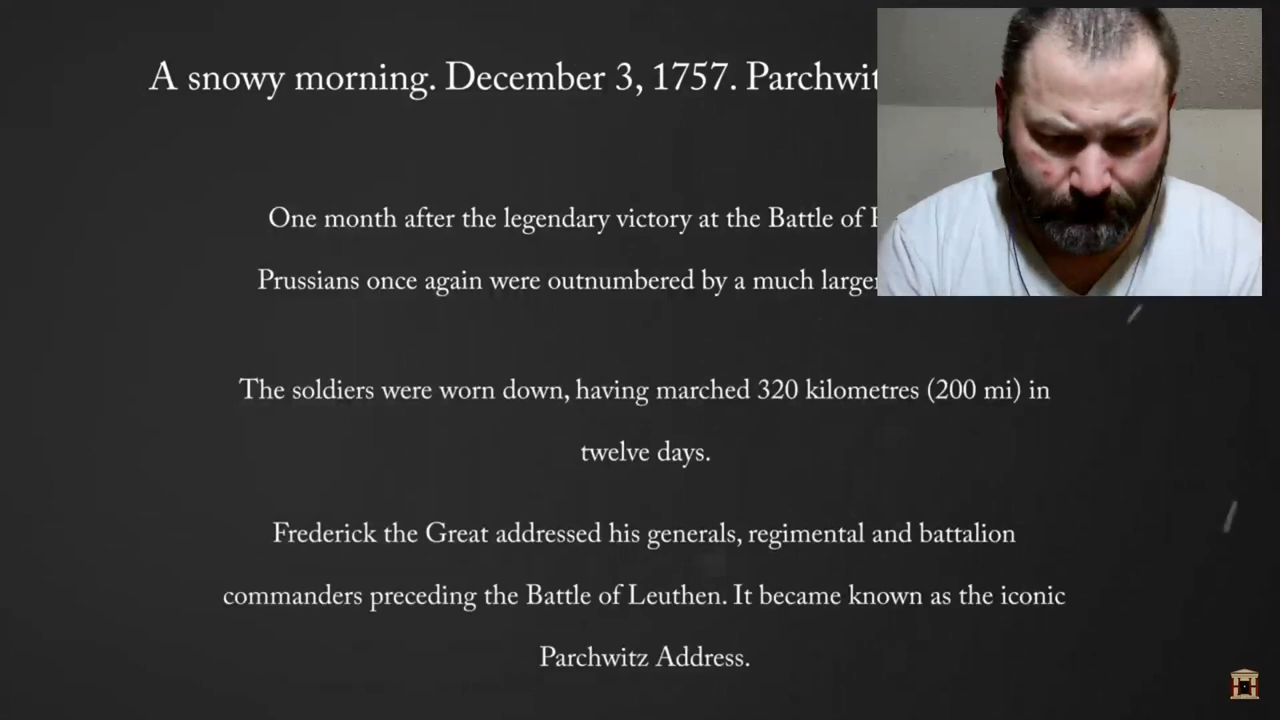 A snowy morning. December 3, 1757. Parchwit
One month after the legendary victory at the Battle of
Prussians once again were outnumbered by a much larger
The soldiers were worn down, having marched 320 kilometres (200 mi) in
twelve days.
Frederick the Great addressed his generals, regimental and battalion
commanders preceding the Battle of Leuthen. It became known as the iconic
Parchwitz Address.